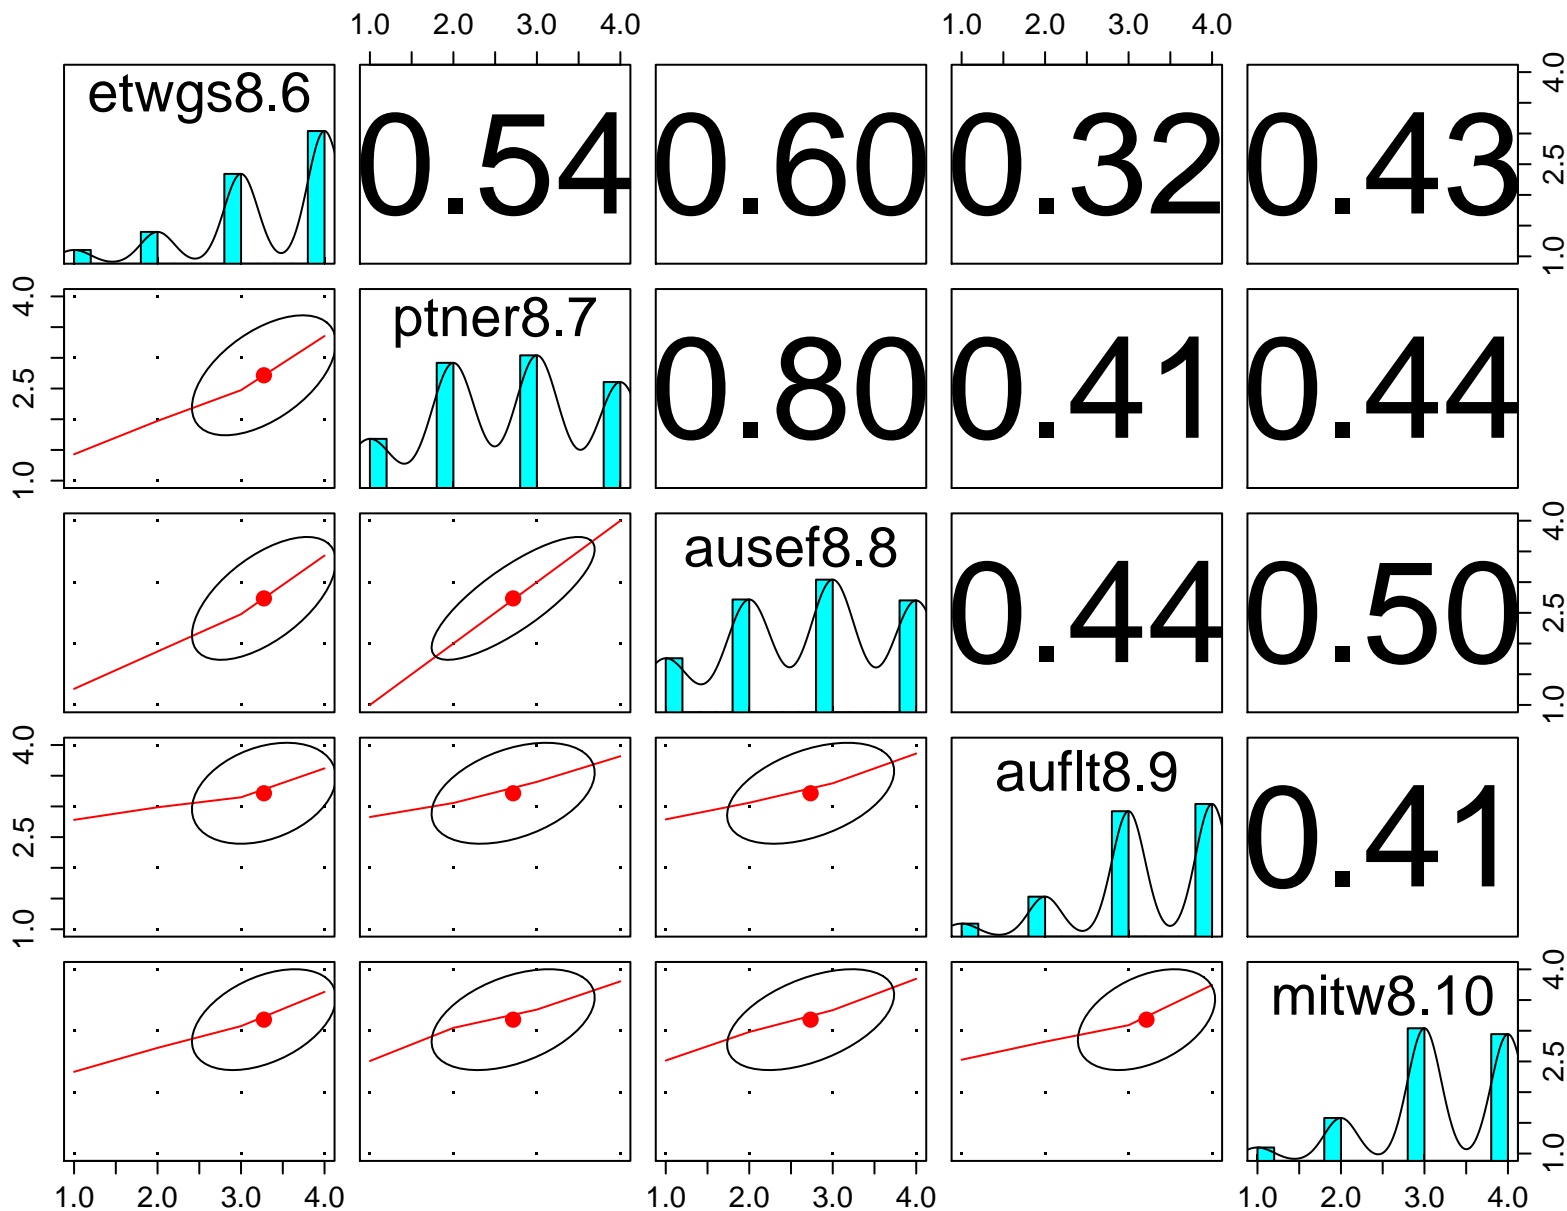 1.0 2.0 3.0 4.0 1.0 2.0 3.0 4.0
etwgs8.6 0.54 0.60 0.32 0.43 1.0 2.5 4.0
1.0 2.5 4.0 ptner8.7 0.80 0.41 0.44
ausef8.8 0.44 0.50 1.0 2.5 4.0
1.0 2.5 4.0 auflt8.9 0.41
mitw8.10 1.0 2.5 4.0
1.0 2.0 3.0 4.0 1.0 2.0 3.0 4.0 1.0 2.0 3.0 4.0